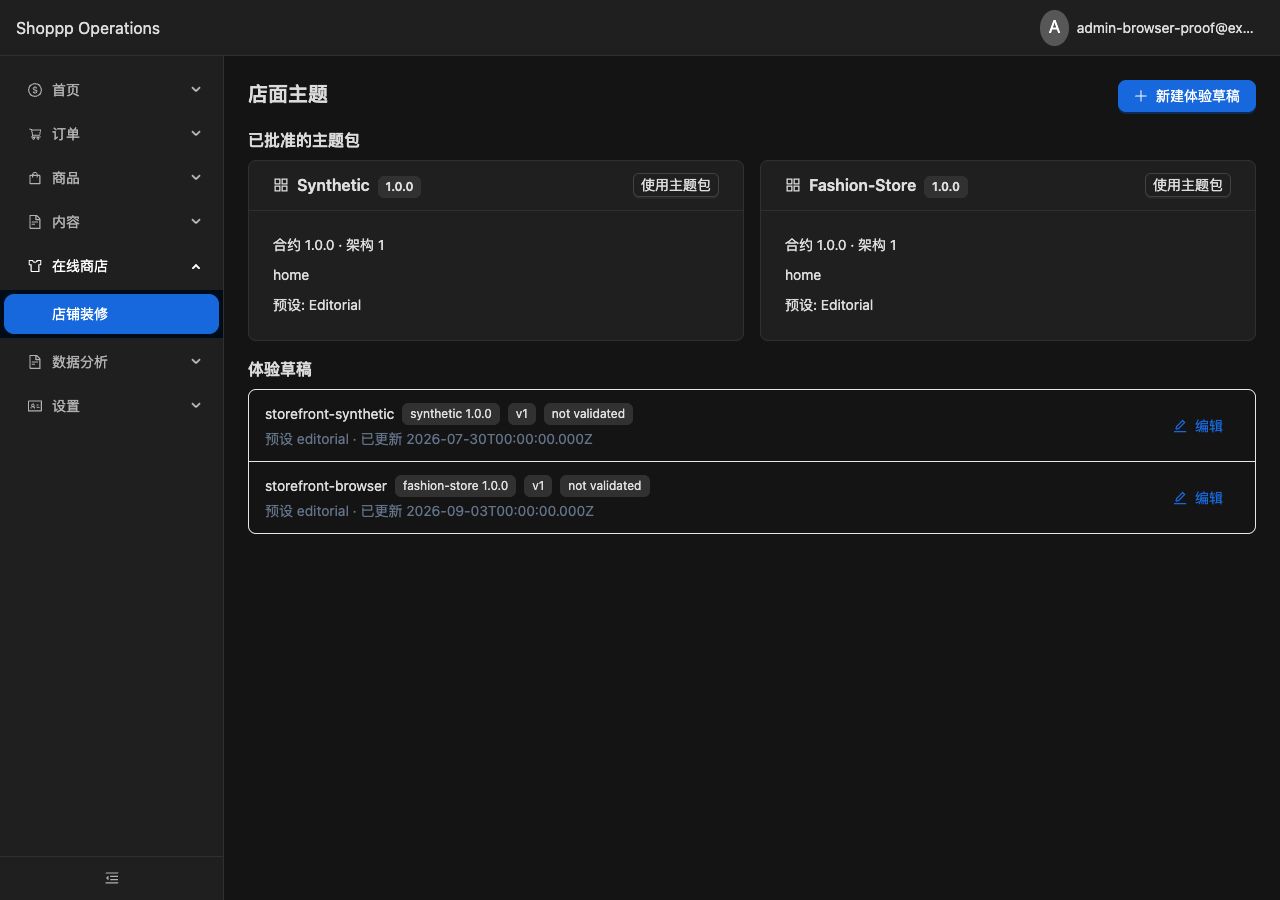 Shoppp Operations
A admin-browser-proof@ex...
首页
订单
商品
内容
在线商店
店铺装修
数据分析
设置
店面主题
新建体验草稿
已批准的主题包
Synthetic 1.0.0 使用主题包
合约 1.0.0 · 架构 1
home
预设: Editorial
Fashion-Store 1.0.0 使用主题包
合约 1.0.0 · 架构 1
home
预设: Editorial
体验草稿
storefront-synthetic synthetic 1.0.0 v1 not validated
预设 editorial · 已更新 2026-07-30T00:00:00.000Z
编辑
storefront-browser fashion-store 1.0.0 v1 not validated
预设 editorial · 已更新 2026-09-03T00:00:00.000Z
编辑